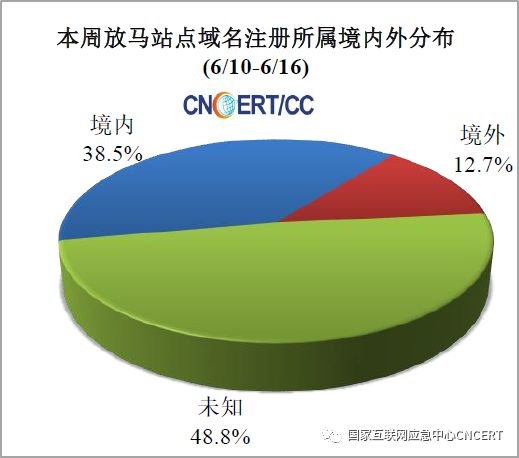 本周放马站点域名注册所属境内外分布
(6/10-6/16)
CNCERT/CC
境内
38.5%
境外
12.7%
未知
48.8%
国家互联网应急中心CNCERT